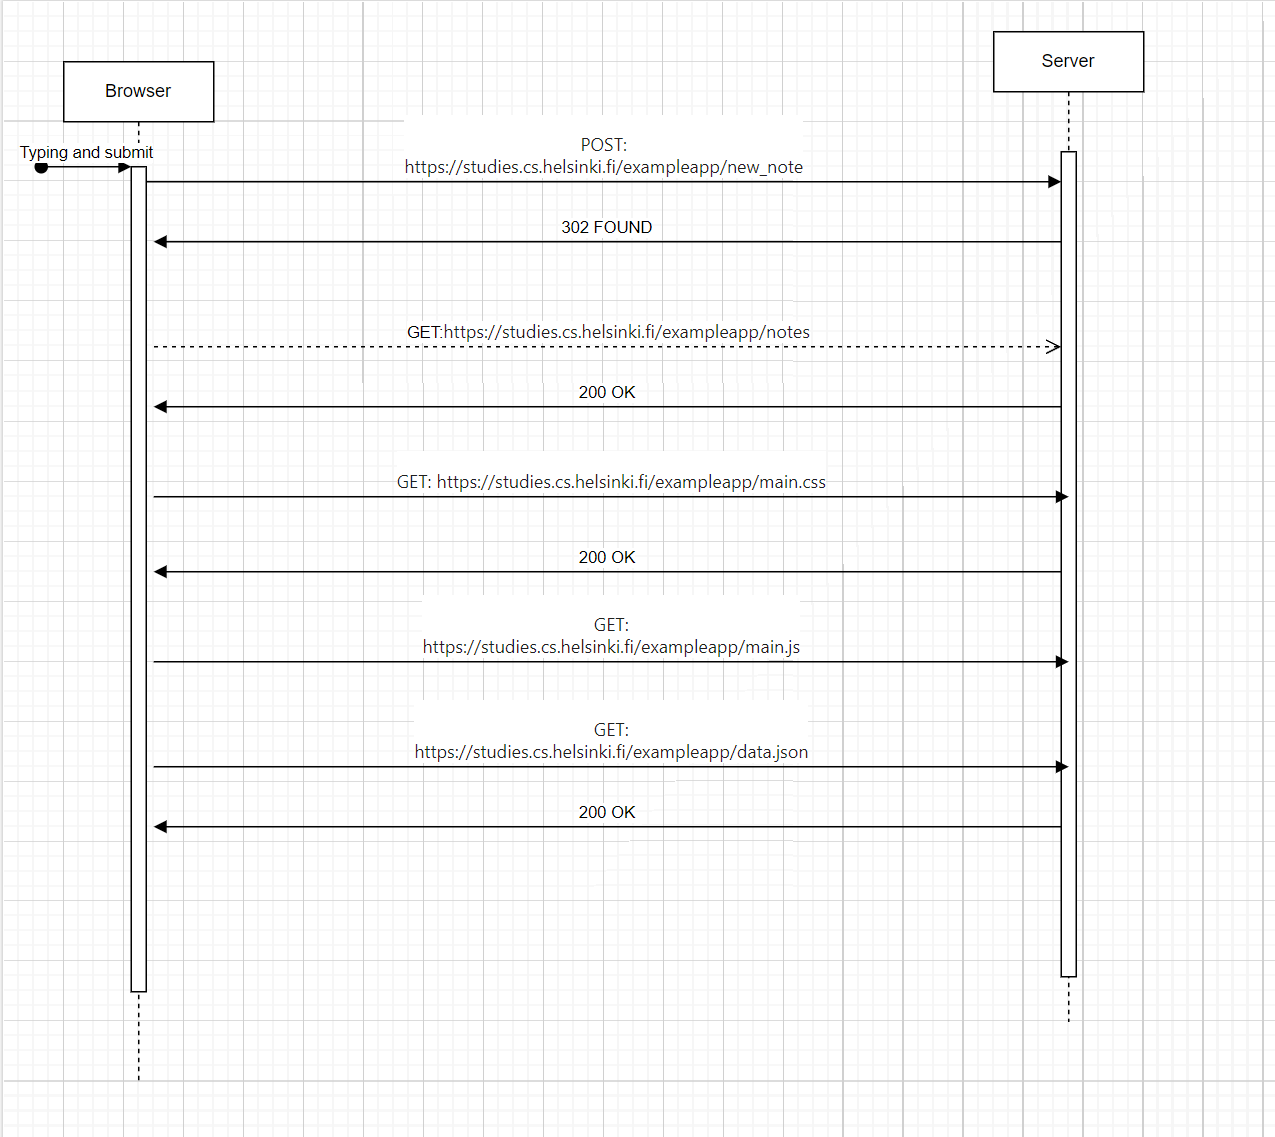 Server
Browser
Typing and submit
POST:
https://studies.cs.helsinki.fi/exampleapp/new_note
302 FOUND
GET:https://studies.cs.helsinki.fi/exampleapp/notes
200 OK
GET: https://studies.cs.helsinki.fi/exampleapp/main.css
200 OK
GET:
https://studies.cs.helsinki.fi/exampleapp/main.js
GET:
https://studies.cs.helsinki.fi/exampleapp/data.json
200 OK